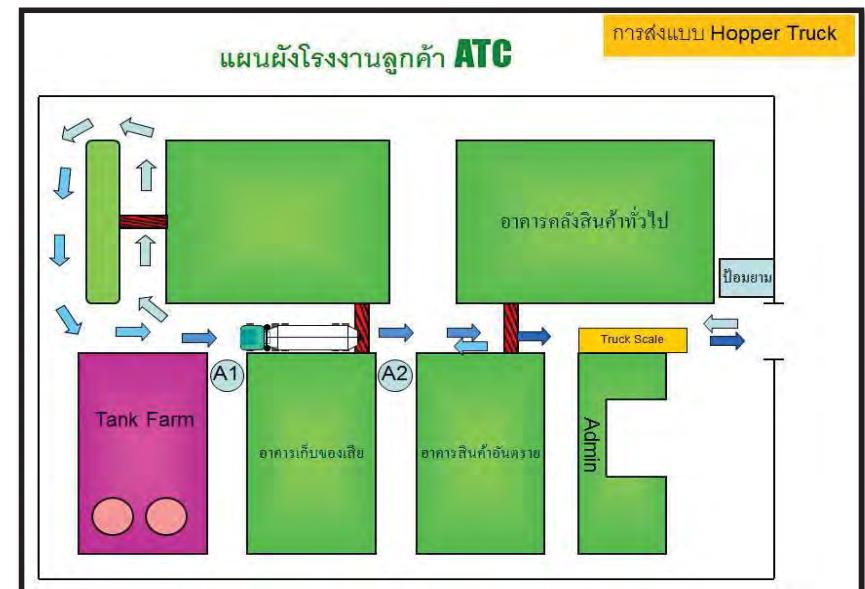 การส่งแบบ Hopper Truck
แผนผังโรงงานลูกค้า ATC
อาคารคลังสินค้าทั่วไป
ป้อมยาม
Truck Scale
A1
A2
Tank Farm
อาคารเก็บของเสีย
อาคารสินค้าอันตราย
Admin